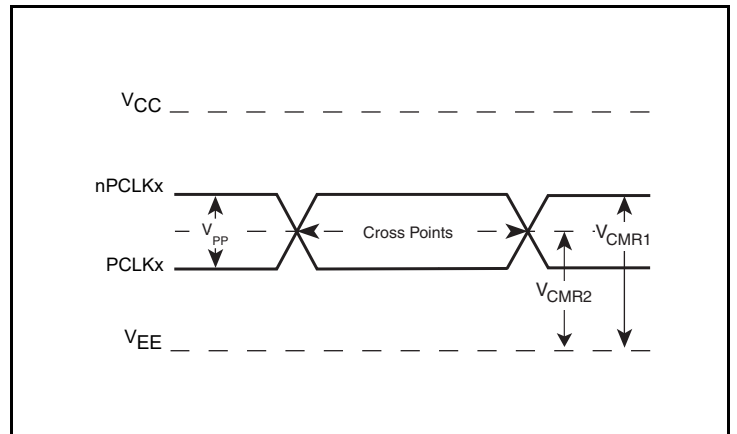 VCC
nPCLKx
VPP
Cross Points
VCMR1
PCLKx
VCMR2
VEE